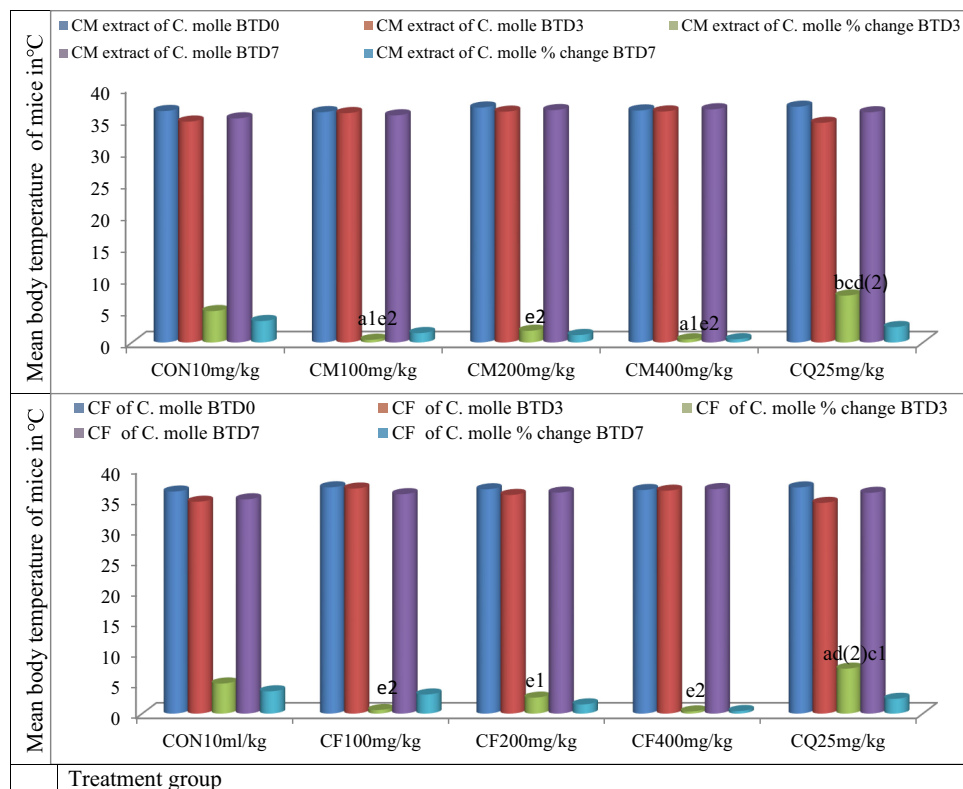 CM extract of C. molle BTD0 CM extract of C. molle BTD3 CM extract of C. molle % change BTD3
CM extract of C. molle BTD7 CM extract of C. molle % change BTD7
Mean body temperature of mice in°C
40
35
30
25
20
15
10
5
0
a1e2 e2 a1e2 bcd(2)
CON10mg/kg CM100mg/kg CM200mg/kg CM400mg/kg CQ25mg/kg
CF of C. molle BTD0 CF of C. molle BTD3 CF of C. molle % change BTD3
CF of C. molle BTD7 CF of C. molle % change BTD7
Mean body temperature of mice in°C
40
35
30
25
20
15
10
5
0
e2 e1 e2 ad(2)c1
CON10ml/kg CF100mg/kg CF200mg/kg CF400mg/kg CQ25mg/kg
Treatment group